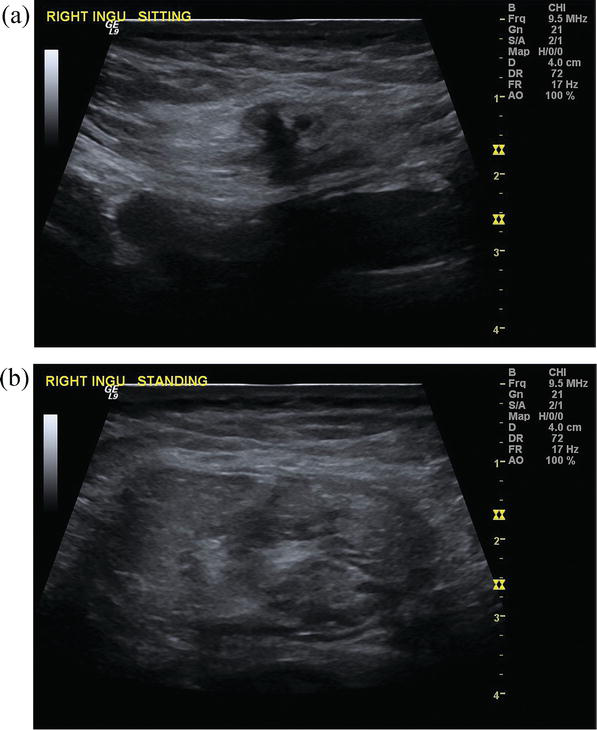 (a)
RIGHT INGU SITTING
GE
L9
B CHI
Frq 9.5 MHz
Gn 21
S/A 2/1
Map H/0/0
D 4.0 cm
DR 72
FR 17 Hz
AO 100 %
1
2
3
4
(b)
RIGHT INGU STANDING
GE
L9
B CHI
Frq 9.5 MHz
Gn 21
S/A 2/1
Map H/0/0
D 4.0 cm
DR 72
FR 17 Hz
AO 100 %
1
2
3
4